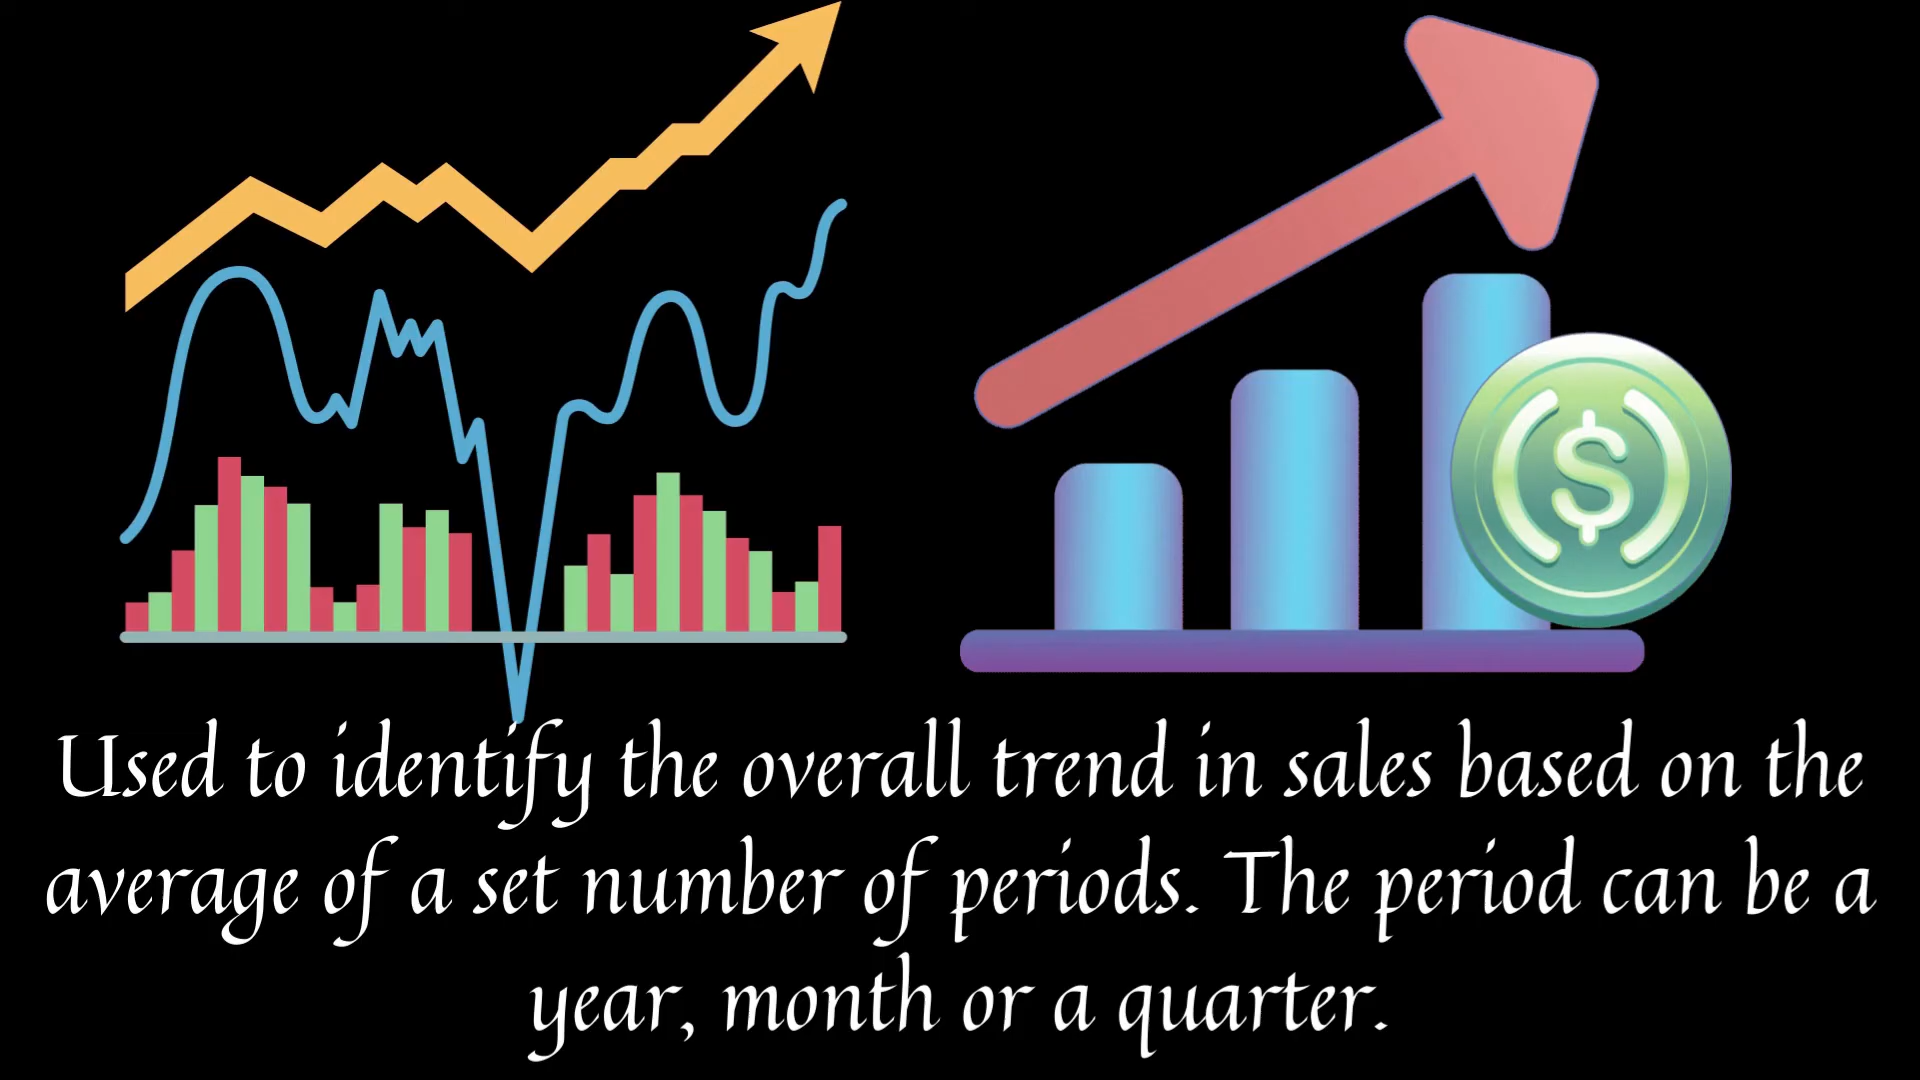 $
Used to identify the overall trend in sales based on the
average of a set number of periods. The period can be a
year, month or a quarter.